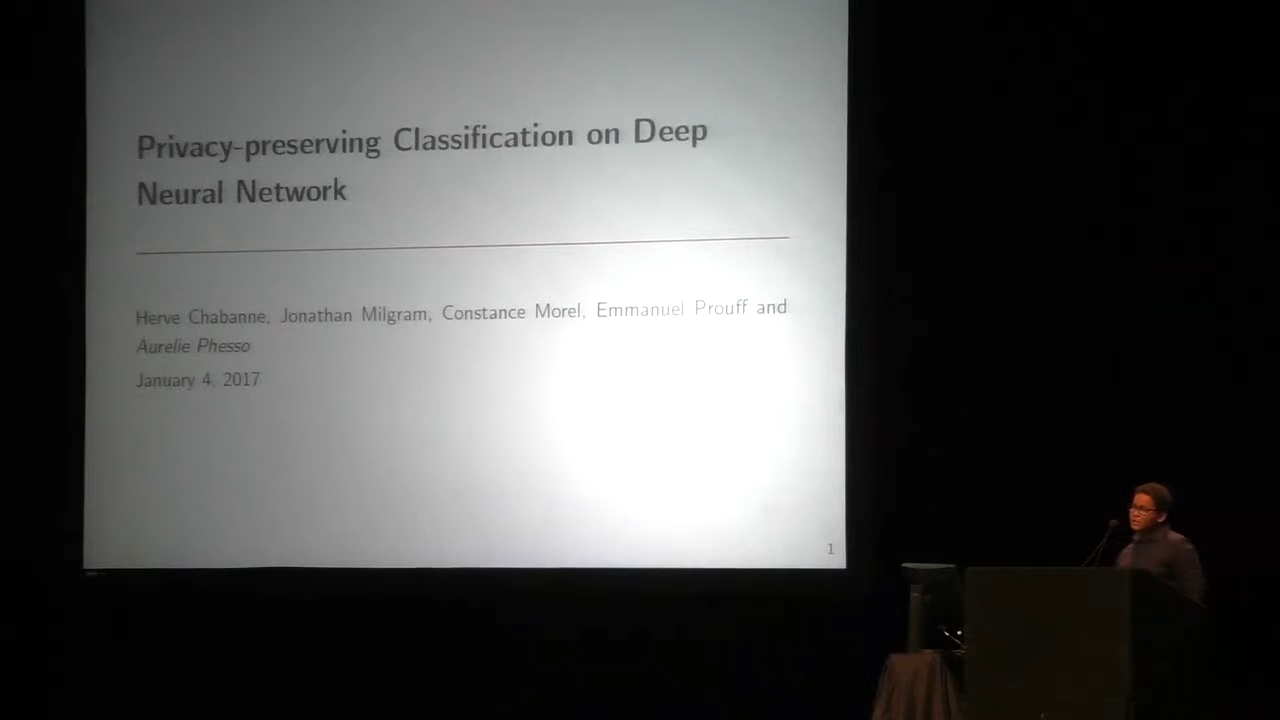 Privacy-preserving Classification on Deep
Neural Network
Herve Chabanne, Jonathan Milgram, Constance Morel, Emmanuel Prouff and
Aurelie Phesso
January 4, 2017
1